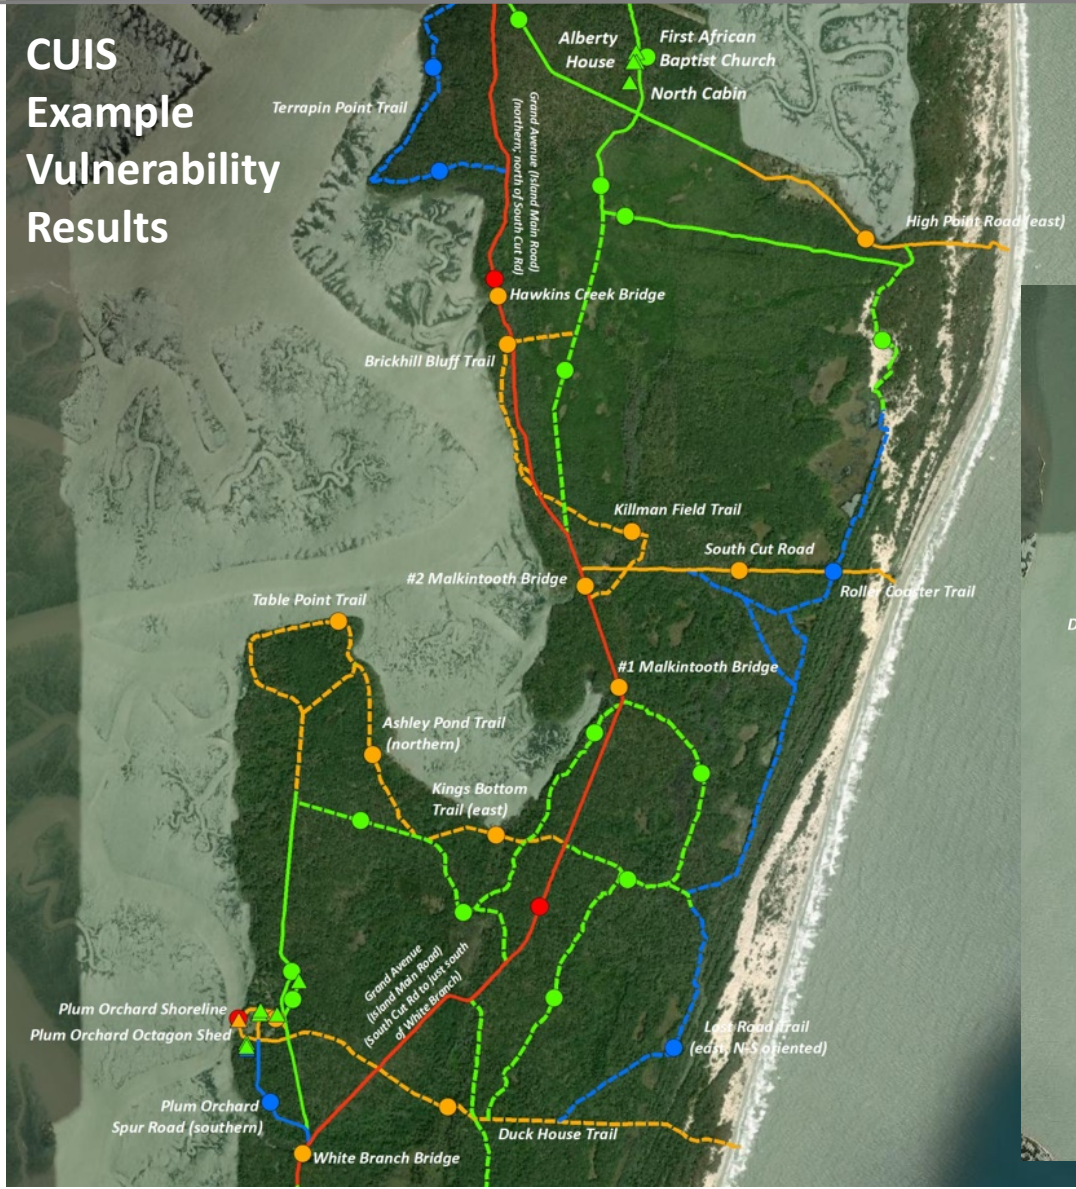 CUIS
Example
Vulnerability
Results
Alberty
House
First African
Baptist Church
North Cabin
Terrapin Point Trail
Grand Avenue (Island Main Road)
(northern; north of South Cut Rd)
High Point Road (east)
Hawkins Creek Bridge
Brickhill Bluff Trail
Killman Field Trail
South Cut Road
#2 Malkintooth Bridge
Roller Coaster Trail
Table Point Trail
D
#1 Malkintooth Bridge
Ashley Pond Trail
(northern)
Kings Bottom
Trail (east)
Grand Avenue
(Island Main Road)
(South Cut Rd to just south
of White Branch)
Plum Orchard Shoreline
Plum Orchard Octagon Shed
Lost Road Trail
(east; N-S oriented)
Plum Orchard
Spur Road (southern)
Duck House Trail
White Branch Bridge